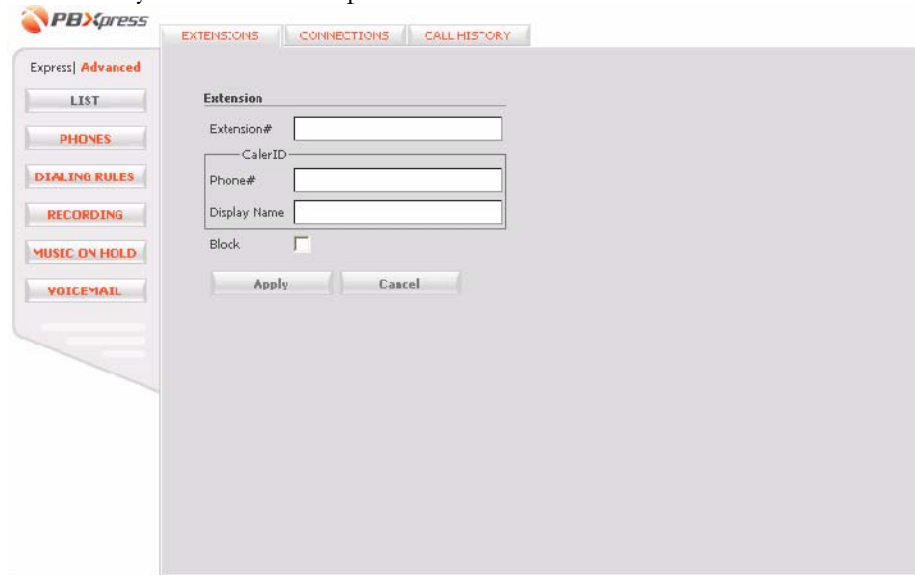 PBXpress
EXTENSIONS CONNECTIONS CALL HISTORY
Express| Advanced
LIST
PHONES
DIALING RULES
RECORDING
MUSIC ON HOLD
VOICEMAIL
Extension
Extension#
CalerID
Phone#
Display Name
Block
Apply Cancel